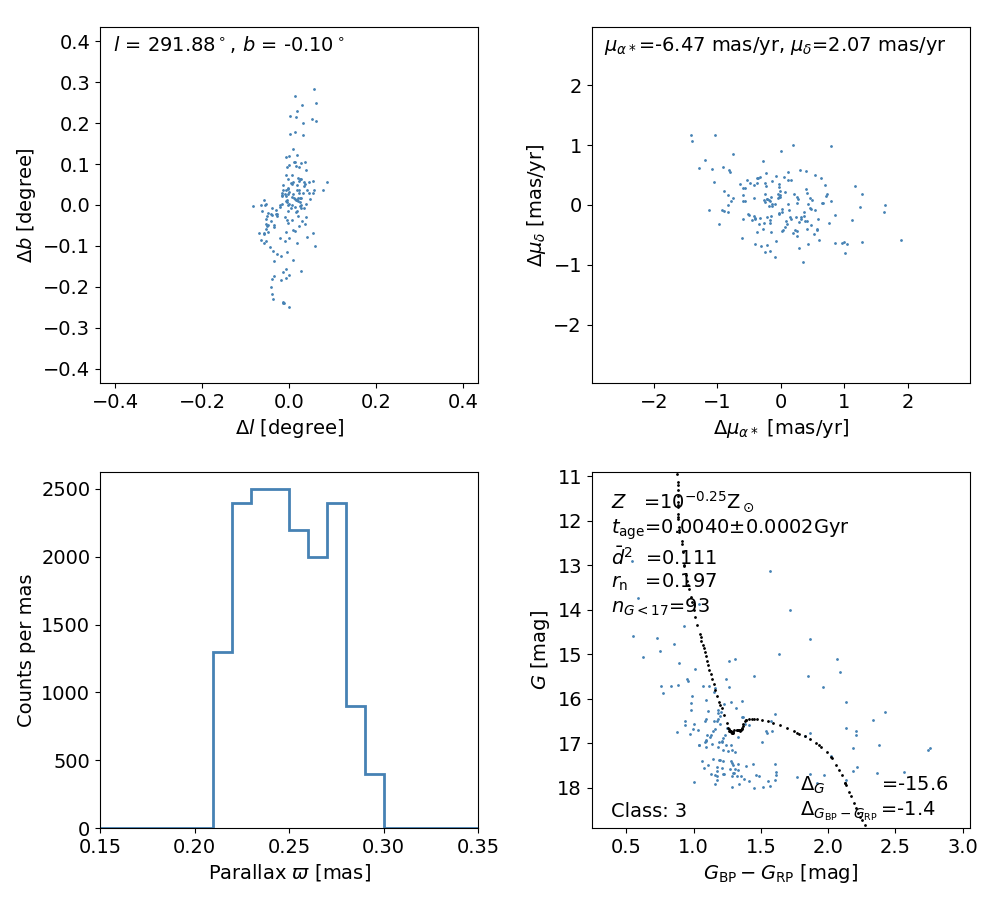 l = 291.88°, b = -0.10°
0.4
0.3
0.2
0.1
0.0
−0.1
−0.2
−0.3
−0.4
Δb [degree]
−0.4 −0.2 0.0 0.2 0.4
Δl [degree]
μα*=-6.47 mas/yr, μδ=2.07 mas/yr
2
1
0
−1
−2
Δμδ [mas/yr]
−2 −1 0 1 2
Δμα* [mas/yr]
2500
2000
1500
1000
500
0
Counts per mas
0.15 0.20 0.25 0.30 0.35
Parallax ϖ [mas]
11
12
13
14
15
16
17
18
G [mag]
Z =10^−0.25 Z⊙
t_age=0.0040±0.0002Gyr
d̄² =0.111
r_n =0.197
n_G<17=93
Δ_G =-15.6
Δ_GBP−GRP =-1.4
Class: 3
0.5 1.0 1.5 2.0 2.5 3.0
G_BP − G_RP [mag]